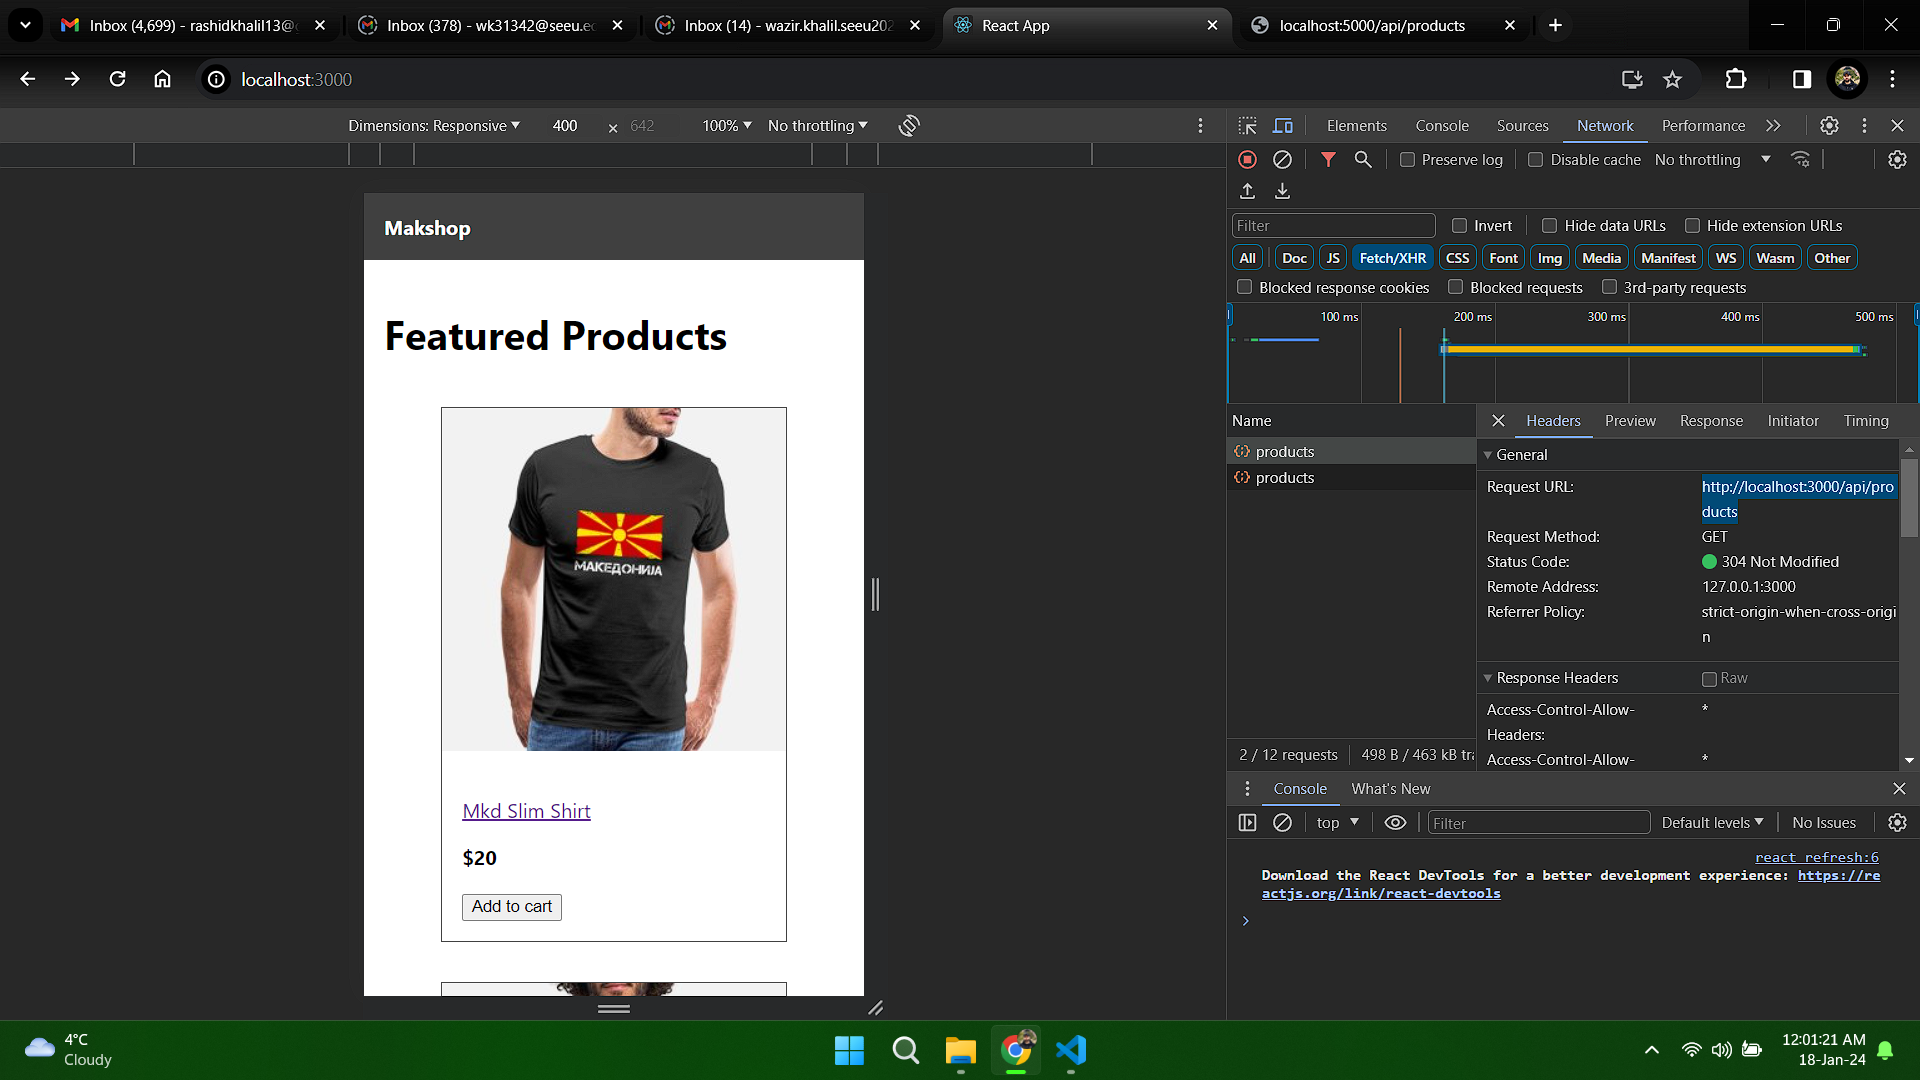 Inbox (4,699) - rashidkhalil13@
Inbox (378) - wk31342@seeu.e
Inbox (14) - wazir.khalil.seeu202
React App
localhost:5000/api/products
localhost:3000
Dimensions: Responsive
400
×
642
100%
No throttling
Elements
Console
Sources
Network
Performance
Preserve log
Disable cache
No throttling
Filter
Invert
Hide data URLs
Hide extension URLs
All
Doc
JS
Fetch/XHR
CSS
Font
Img
Media
Manifest
WS
Wasm
Other
Blocked response cookies
Blocked requests
3rd-party requests
100 ms
200 ms
300 ms
400 ms
500 ms
Makshop
Featured Products
МАКЕДОНИЈА
Mkd Slim Shirt
$20
Add to cart
Name
products
products
2 / 12 requests
498 B / 463 kB tr
Headers
Preview
Response
Initiator
Timing
General
Request URL:
http://localhost:3000/api/pro
ducts
Request Method:
GET
Status Code:
304 Not Modified
Remote Address:
127.0.0.1:3000
Referrer Policy:
strict-origin-when-cross-origi
n
Response Headers
Raw
Access-Control-Allow-
Headers:
*
Access-Control-Allow-
*
Console
What's New
top
Filter
Default levels
No Issues
react refresh:6
Download the React DevTools for a better development experience: https://re
actjs.org/link/react-devtools
4°C
Cloudy
12:01:21 AM
18-Jan-24